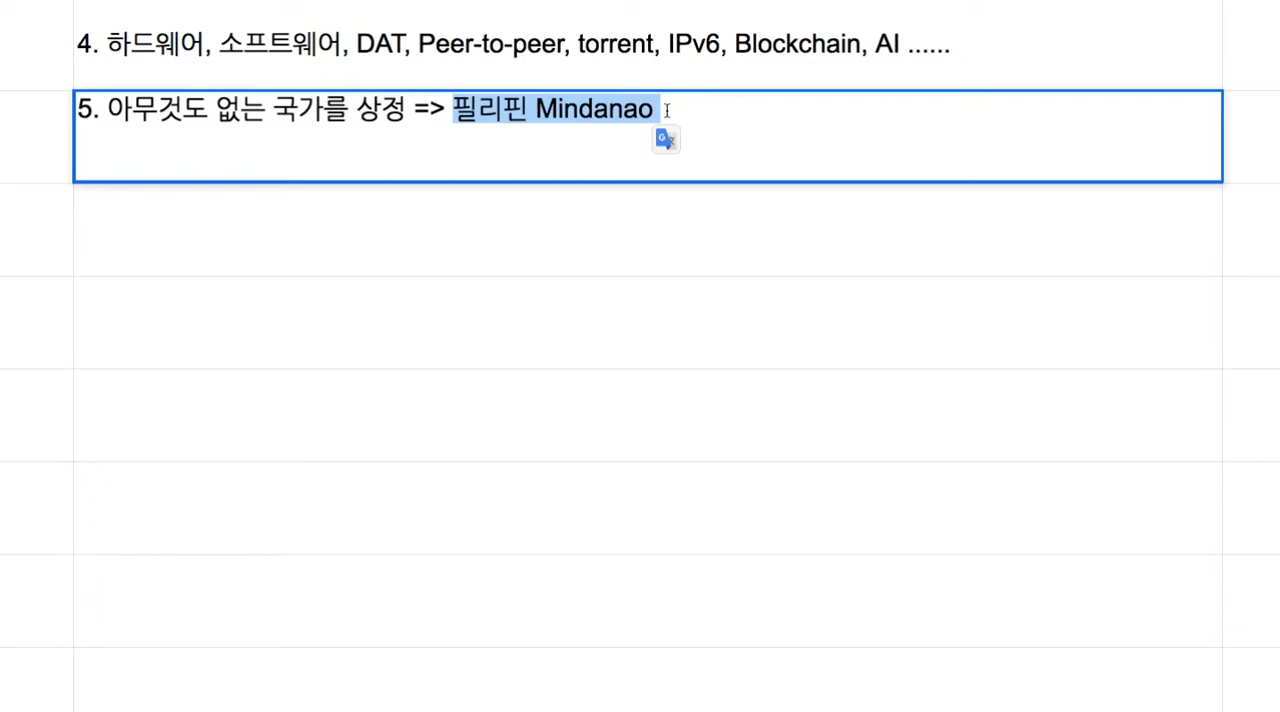 4. 하드웨어, 소프트웨어, DAT, Peer-to-peer, torrent, IPv6, Blockchain, AI ......
5. 아무것도 없는 국가를 상정 => 필리핀 Mindanao